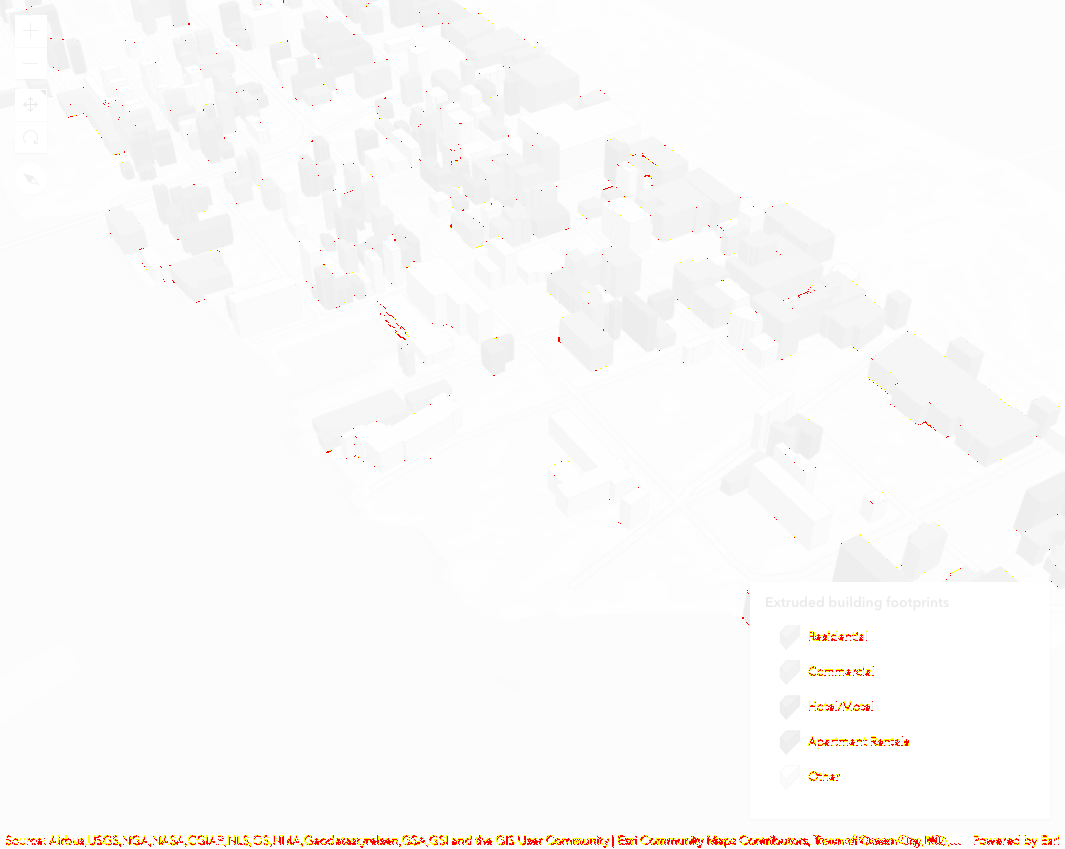 Extruded building footprints
Residential
Commercial
Hotel/Motel
Apartment Rentals
Other
Source: Airbus,USGS,NGA,NASA,CGIAR,NLS,OS,NMA,Geodatastyrelsen,GSA,GSI and the GIS User Community | Esri Community Maps Contributors, Town of Ocean City, MD, ... Powered by Esri